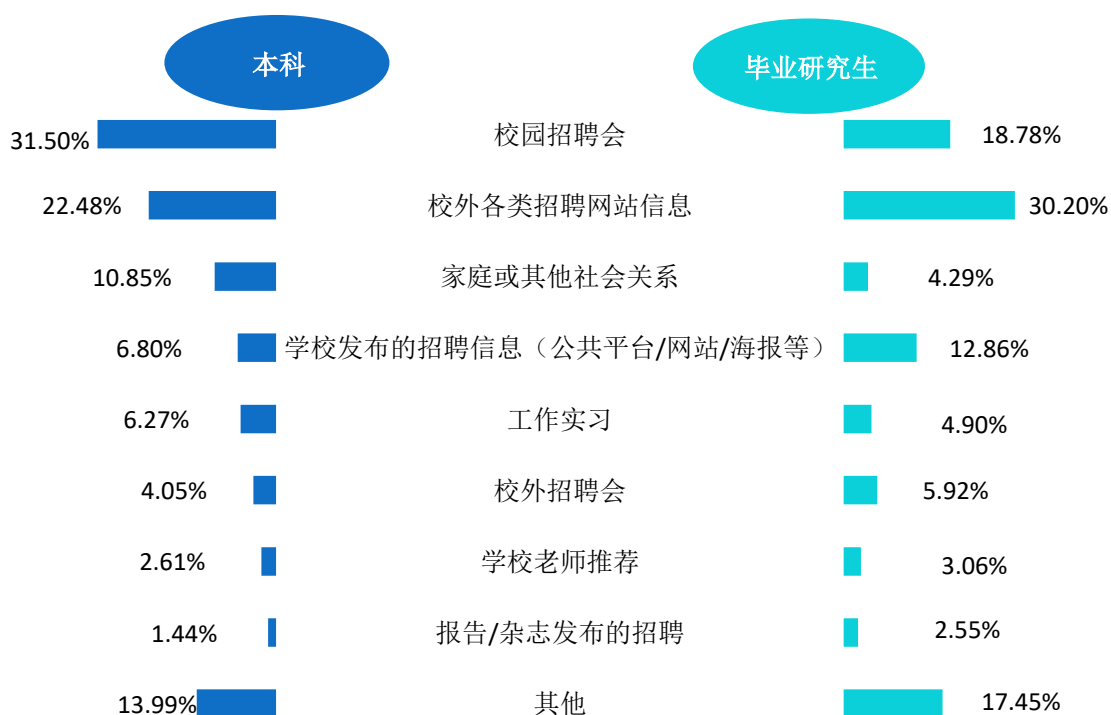 本科 毕业研究生
31.50% 校园招聘会 18.78%
22.48% 校外各类招聘网站信息 30.20%
10.85% 家庭或其他社会关系 4.29%
6.80% 学校发布的招聘信息（公共平台/网站/海报等） 12.86%
6.27% 工作实习 4.90%
4.05% 校外招聘会 5.92%
2.61% 学校老师推荐 3.06%
1.44% 报告/杂志发布的招聘 2.55%
13.99% 其他 17.45%